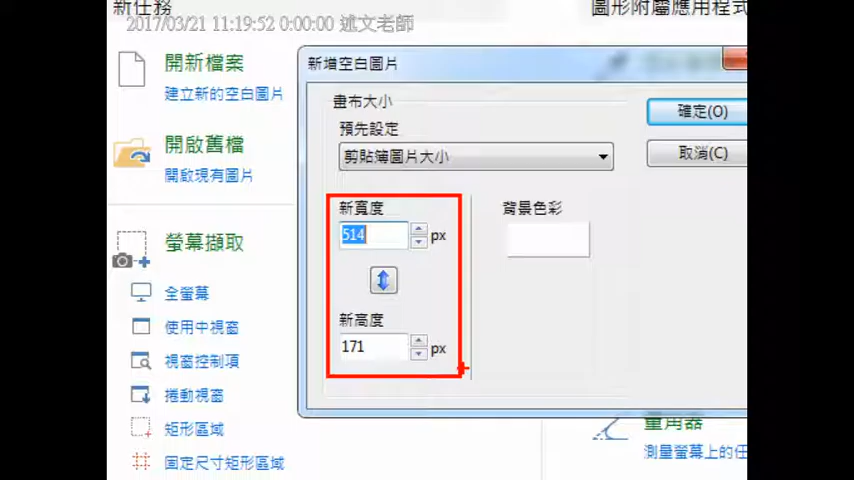 新任務
圖形附屬應用程式
2017/03/21 11:19:52 0:00:00 述文老師
開新檔案
建立新的空白圖片
開啟舊檔
開啟現有圖片
螢幕擷取
全螢幕
使用中視窗
視窗控制項
捲動視窗
矩形區域
固定尺寸矩形區域
新增空白圖片
畫布大小
預先設定
剪貼簿圖片大小
確定(O)
取消(C)
新寬度
514 px
背景色彩
新高度
171 px
量用器
測量螢幕上的任